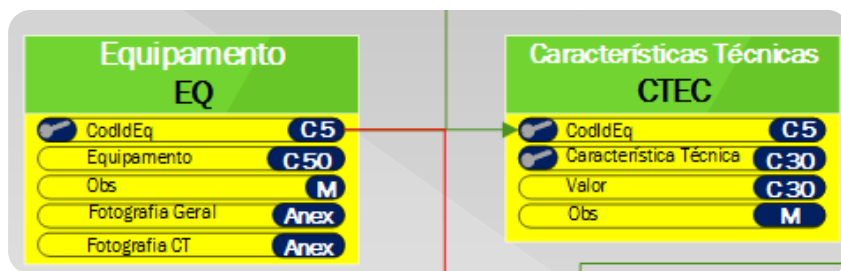 Equipamento
EQ
CodIdEq C5
Equipamento C50
Obs M
Fotografia Geral Anex
Fotografia CT Anex
Características Técnicas
CTEC
CodIdEq C5
Característica Técnica C30
Valor C30
Obs M